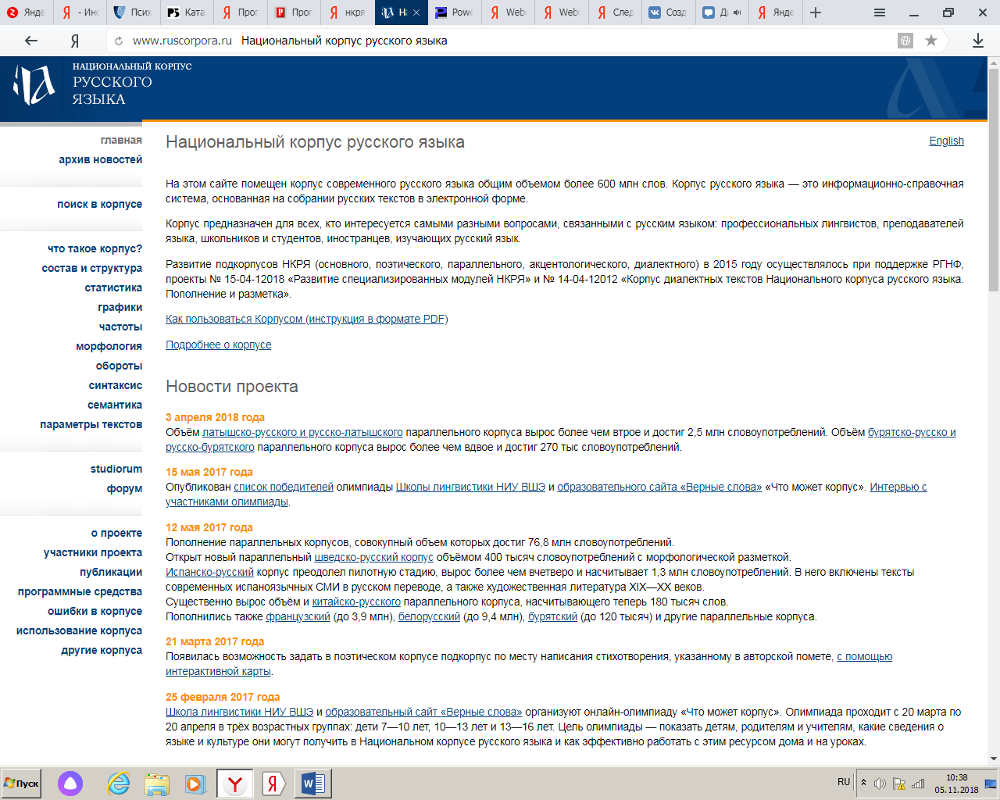 Янде
- Инс
Псих
Ката
Прог
Прог
нкря
На
Powe
Webc
Webc
След
Созд
Ди
Янде
www.ruscorpora.ru Национальный корпус русского языка
НАЦИОНАЛЬНЫЙ КОРПУС
РУССКОГО
ЯЗЫКА
главная
архив новостей
поиск в корпусе
что такое корпус?
состав и структура
статистика
графики
частоты
морфология
обороты
синтаксис
семантика
параметры текстов
studiorum
форум
о проекте
участники проекта
публикации
программные средства
ошибки в корпусе
использование корпуса
другие корпуса
Национальный корпус русского языка
English
На этом сайте помещен корпус современного русского языка общим объемом более 600 млн слов. Корпус русского языка — это информационно-справочная
система, основанная на собрании русских текстов в электронной форме.
Корпус предназначен для всех, кто интересуется самыми разными вопросами, связанными с русским языком: профессиональных лингвистов, преподавателей
языка, школьников и студентов, иностранцев, изучающих русский язык.
Развитие подкорпусов НКРЯ (основного, поэтического, параллельного, акцентологического, диалектного) в 2015 году осуществлялось при поддержке РГНФ,
проекты № 15-04-12018 «Развитие специализированных модулей НКРЯ» и № 14-04-12012 «Корпус диалектных текстов Национального корпуса русского языка.
Пополнение и разметка».
Как пользоваться Корпусом (инструкция в формате PDF)
Подробнее о корпусе
Новости проекта
3 апреля 2018 года
Объём латышско-русского и русско-латышского параллельного корпуса вырос более чем втрое и достиг 2,5 млн словоупотреблений. Объём бурятско-русско и
русско-бурятского параллельного корпуса вырос более чем вдвое и достиг 270 тыс словоупотреблений.
15 мая 2017 года
Опубликован список победителей олимпиады Школы лингвистики НИУ ВШЭ и образовательного сайта «Верные слова» «Что может корпус». Интервью с
участниками олимпиады.
12 мая 2017 года
Пополнение параллельных корпусов, совокупный объем которых достиг 76,8 млн словоупотреблений.
Открыт новый параллельный шведско-русский корпус объёмом 400 тысяч словоупотреблений с морфологической разметкой.
Испанско-русский корпус преодолел пилотную стадию, вырос более чем вчетверо и насчитывает 1,3 млн словоупотреблений. В него включены тексты
современных испаноязычных СМИ в русском переводе, а также художественная литература XIX—XX веков.
Существенно вырос объём и китайско-русского параллельного корпуса, насчитывающего теперь 180 тысяч слов.
Пополнились также французский (до 3,9 млн), белорусский (до 9,4 млн), бурятский (до 120 тысяч) и другие параллельные корпуса.
21 марта 2017 года
Появилась возможность задать в поэтическом корпусе подкорпус по месту написания стихотворения, указанному в авторской помете, с помощью
интерактивной карты.
25 февраля 2017 года
Школа лингвистики НИУ ВШЭ и образовательный сайт «Верные слова» организуют онлайн-олимпиаду «Что может корпус». Олимпиада проходит с 20 марта по
20 апреля в трёх возрастных группах: дети 7—10 лет, 10—13 лет и 13—16 лет. Цель олимпиады — показать детям, родителям и учителям, какие сведения о
языке и культуре они могут получить в Национальном корпусе русского языка и как эффективно работать с этим ресурсом дома и на уроках.
Пуск
RU
10:38
05.11.2018